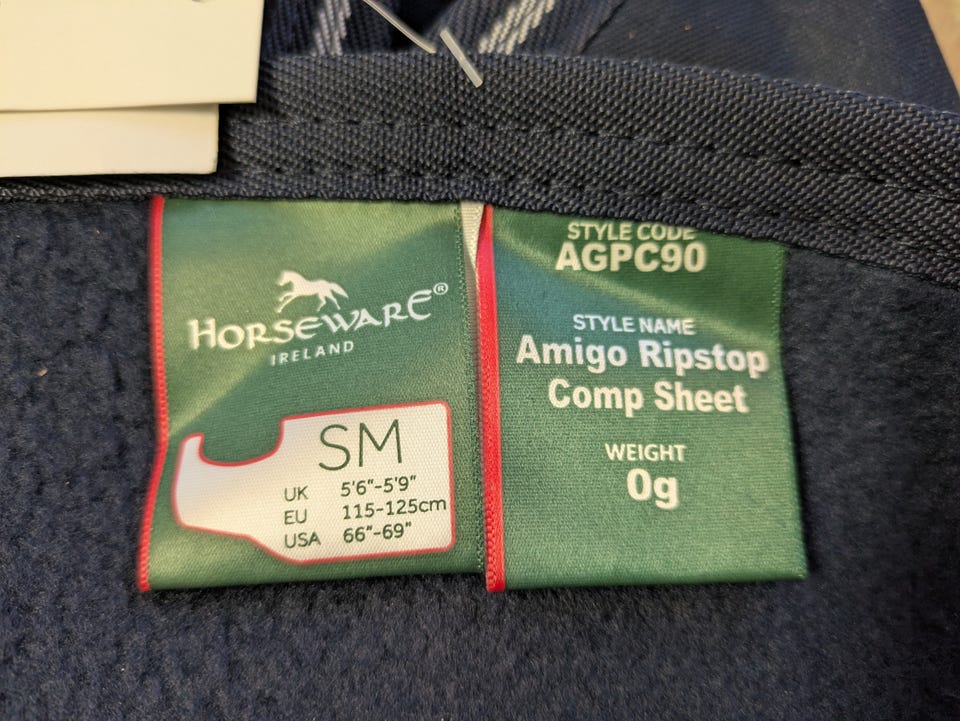 HORSEWARE®
IRELAND
SM
UK 5'6"-5'9"
EU 115-125cm
USA 66"-69"
STYLE CODE
AGPC90
STYLE NAME
Amigo Ripstop
Comp Sheet
WEIGHT
0g